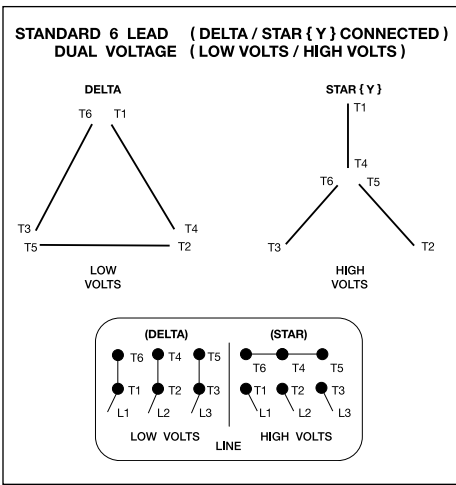 STANDARD 6 LEAD ( DELTA / STAR { Y } CONNECTED )
DUAL VOLTAGE ( LOW VOLTS / HIGH VOLTS )
DELTA
T6 T1
T3
T5
T4
T2
LOW
VOLTS
STAR { Y }
T1
T4
T6 T5
T3
T2
HIGH
VOLTS
(DELTA)
T6 T4 T5
T1 T2 T3
L1 L2 L3
LOW VOLTS
(STAR)
T6 T4 T5
T1 T2 T3
L1 L2 L3
HIGH VOLTS
LINE